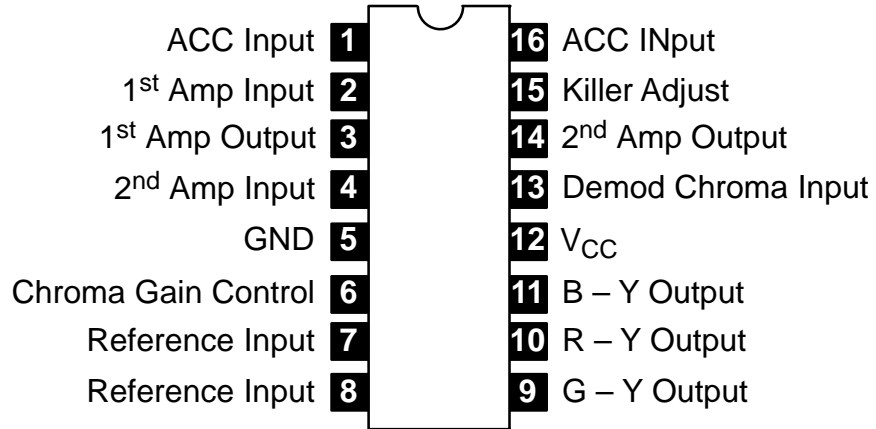 ACC Input 1 16 ACC INput
1st Amp Input 2 15 Killer Adjust
1st Amp Output 3 14 2nd Amp Output
2nd Amp Input 4 13 Demod Chroma Input
GND 5 12 VCC
Chroma Gain Control 6 11 B – Y Output
Reference Input 7 10 R – Y Output
Reference Input 8 9 G – Y Output